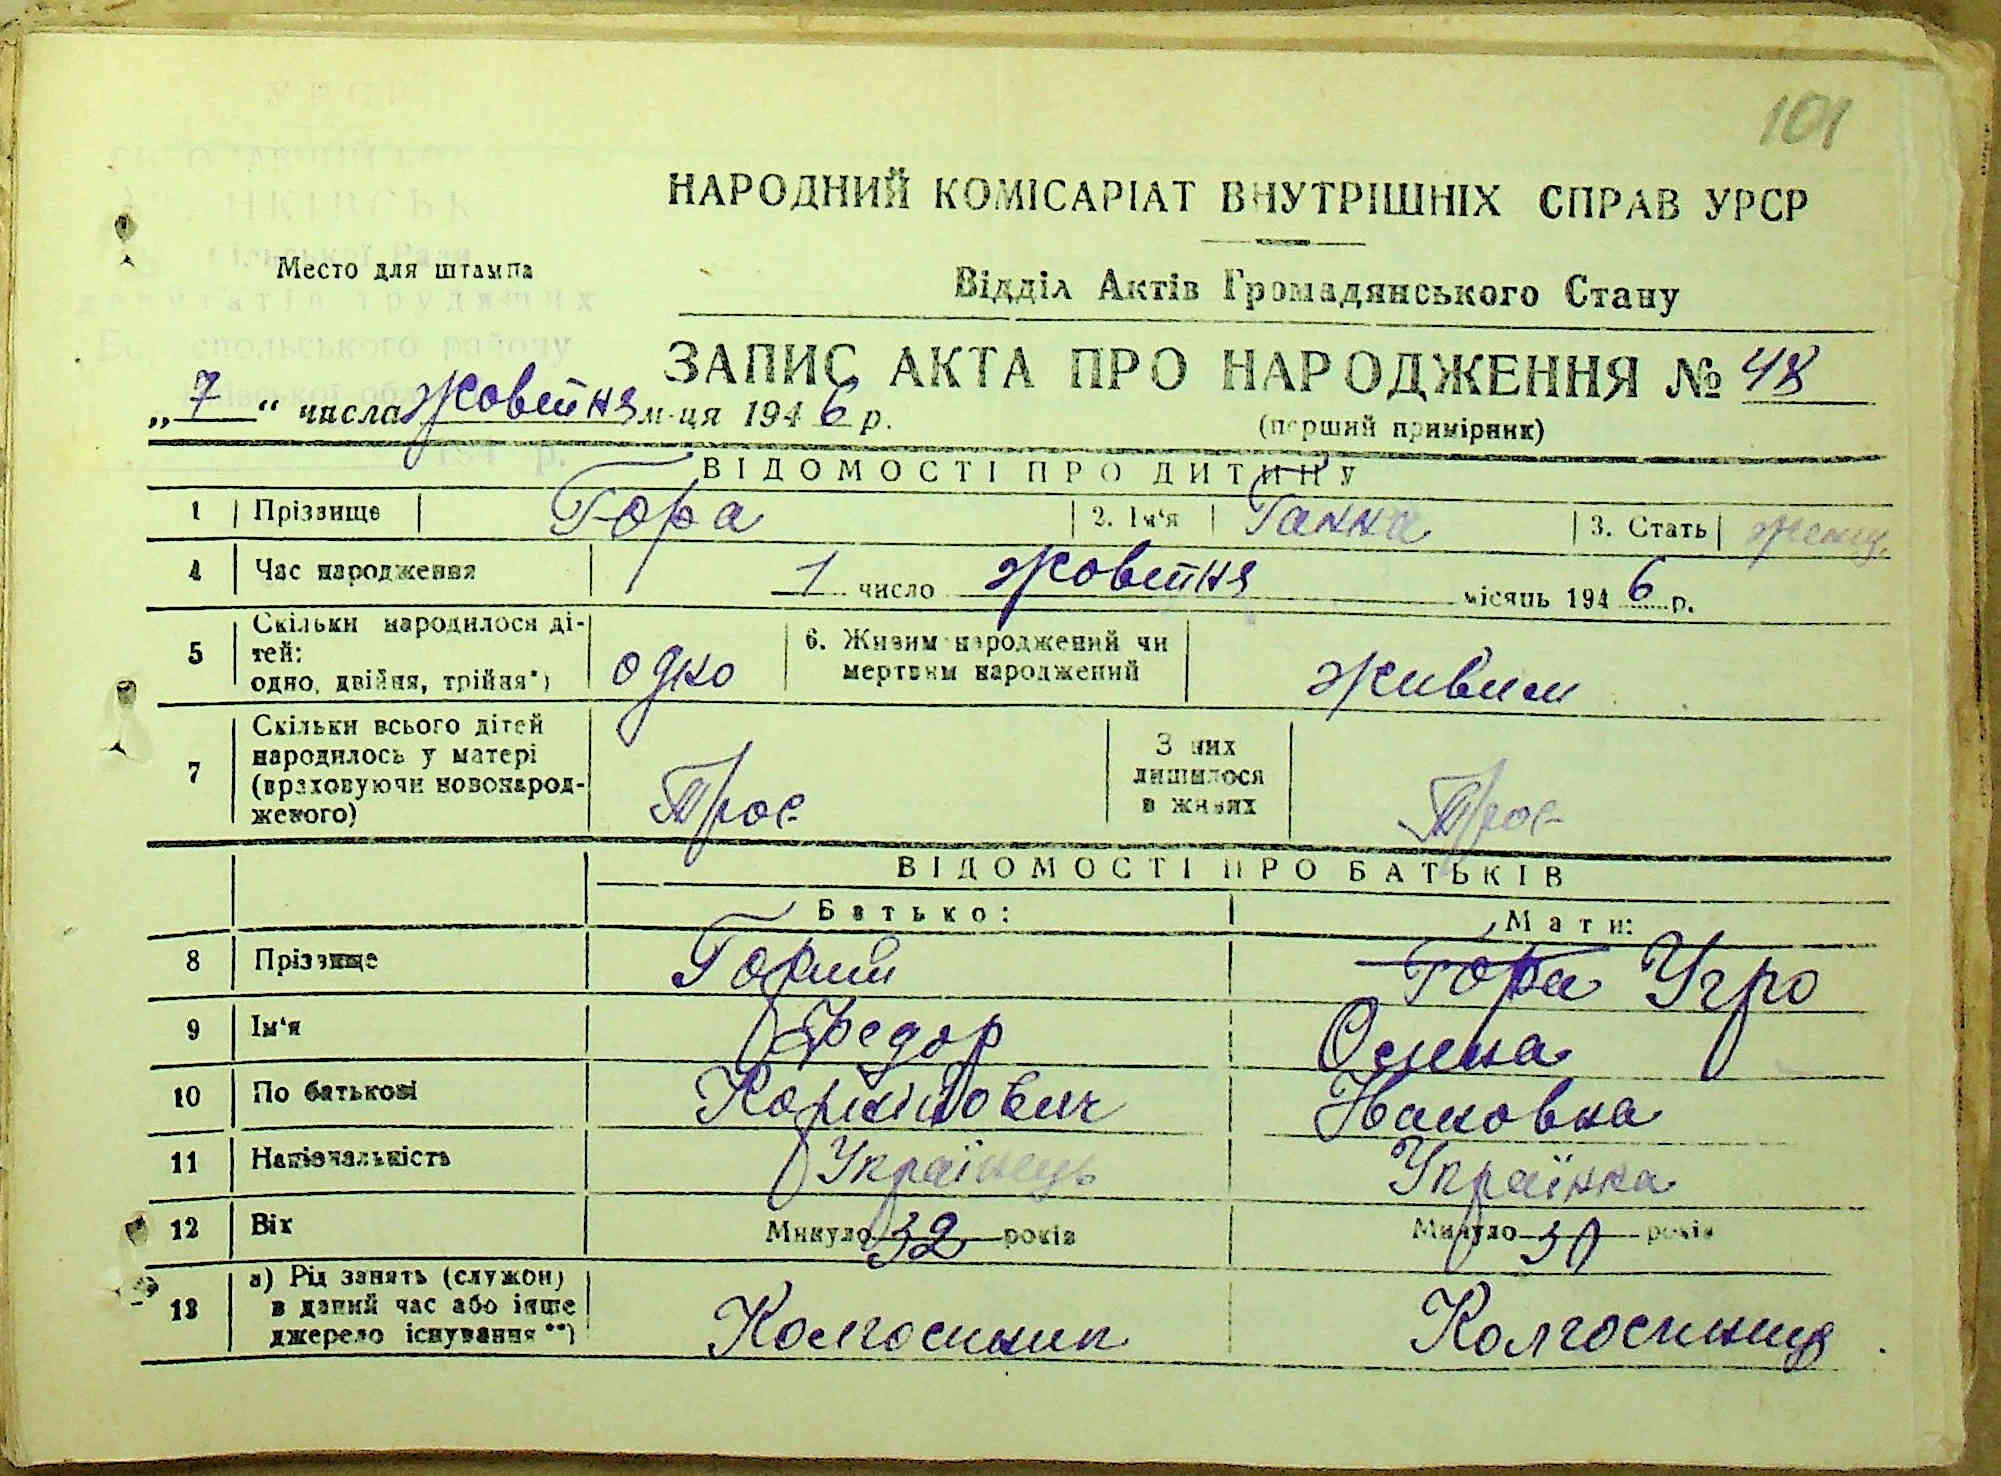 101
НАРОДНИЙ КОМІСАРІАТ ВНУТРІШНІХ СПРАВ УРСР
Место для штампа
Відділ Актів Громадянського Стану
ЗАПИС АКТА ПРО НАРОДЖЕННЯ № 48
„ 7 “ числа Жовтня м-ця 1946 р.
(перший примірник)
ВІДОМОСТІ ПРО ДИТИНУ
1 Прізвище Гора 2. Ім'я Ганна 3. Стать
4 Час народження 1 число Жовтня місяць 1946 р.
5 Скільки народилося дітей: одно, двійня, трійня*) одно 6. Живим народжений чи мертвим народжений живим
7 Скільки всього дітей народилось у матері (враховуючи новонародженого) Троє З них лишилося в живих Троє
ВІДОМОСТІ ПРО БАТЬКІВ
Батько: Мати:
8 Прізвище Горий Гора Угро
9 Ім'я Федор
10 По батькові
11 Національність Українець Українка
12 Вік Минуло 32 років Минуло 30 років
13 а) Рід занять (служби) в даний час або інше джерело існування **) Колгоспник Колгоспниця